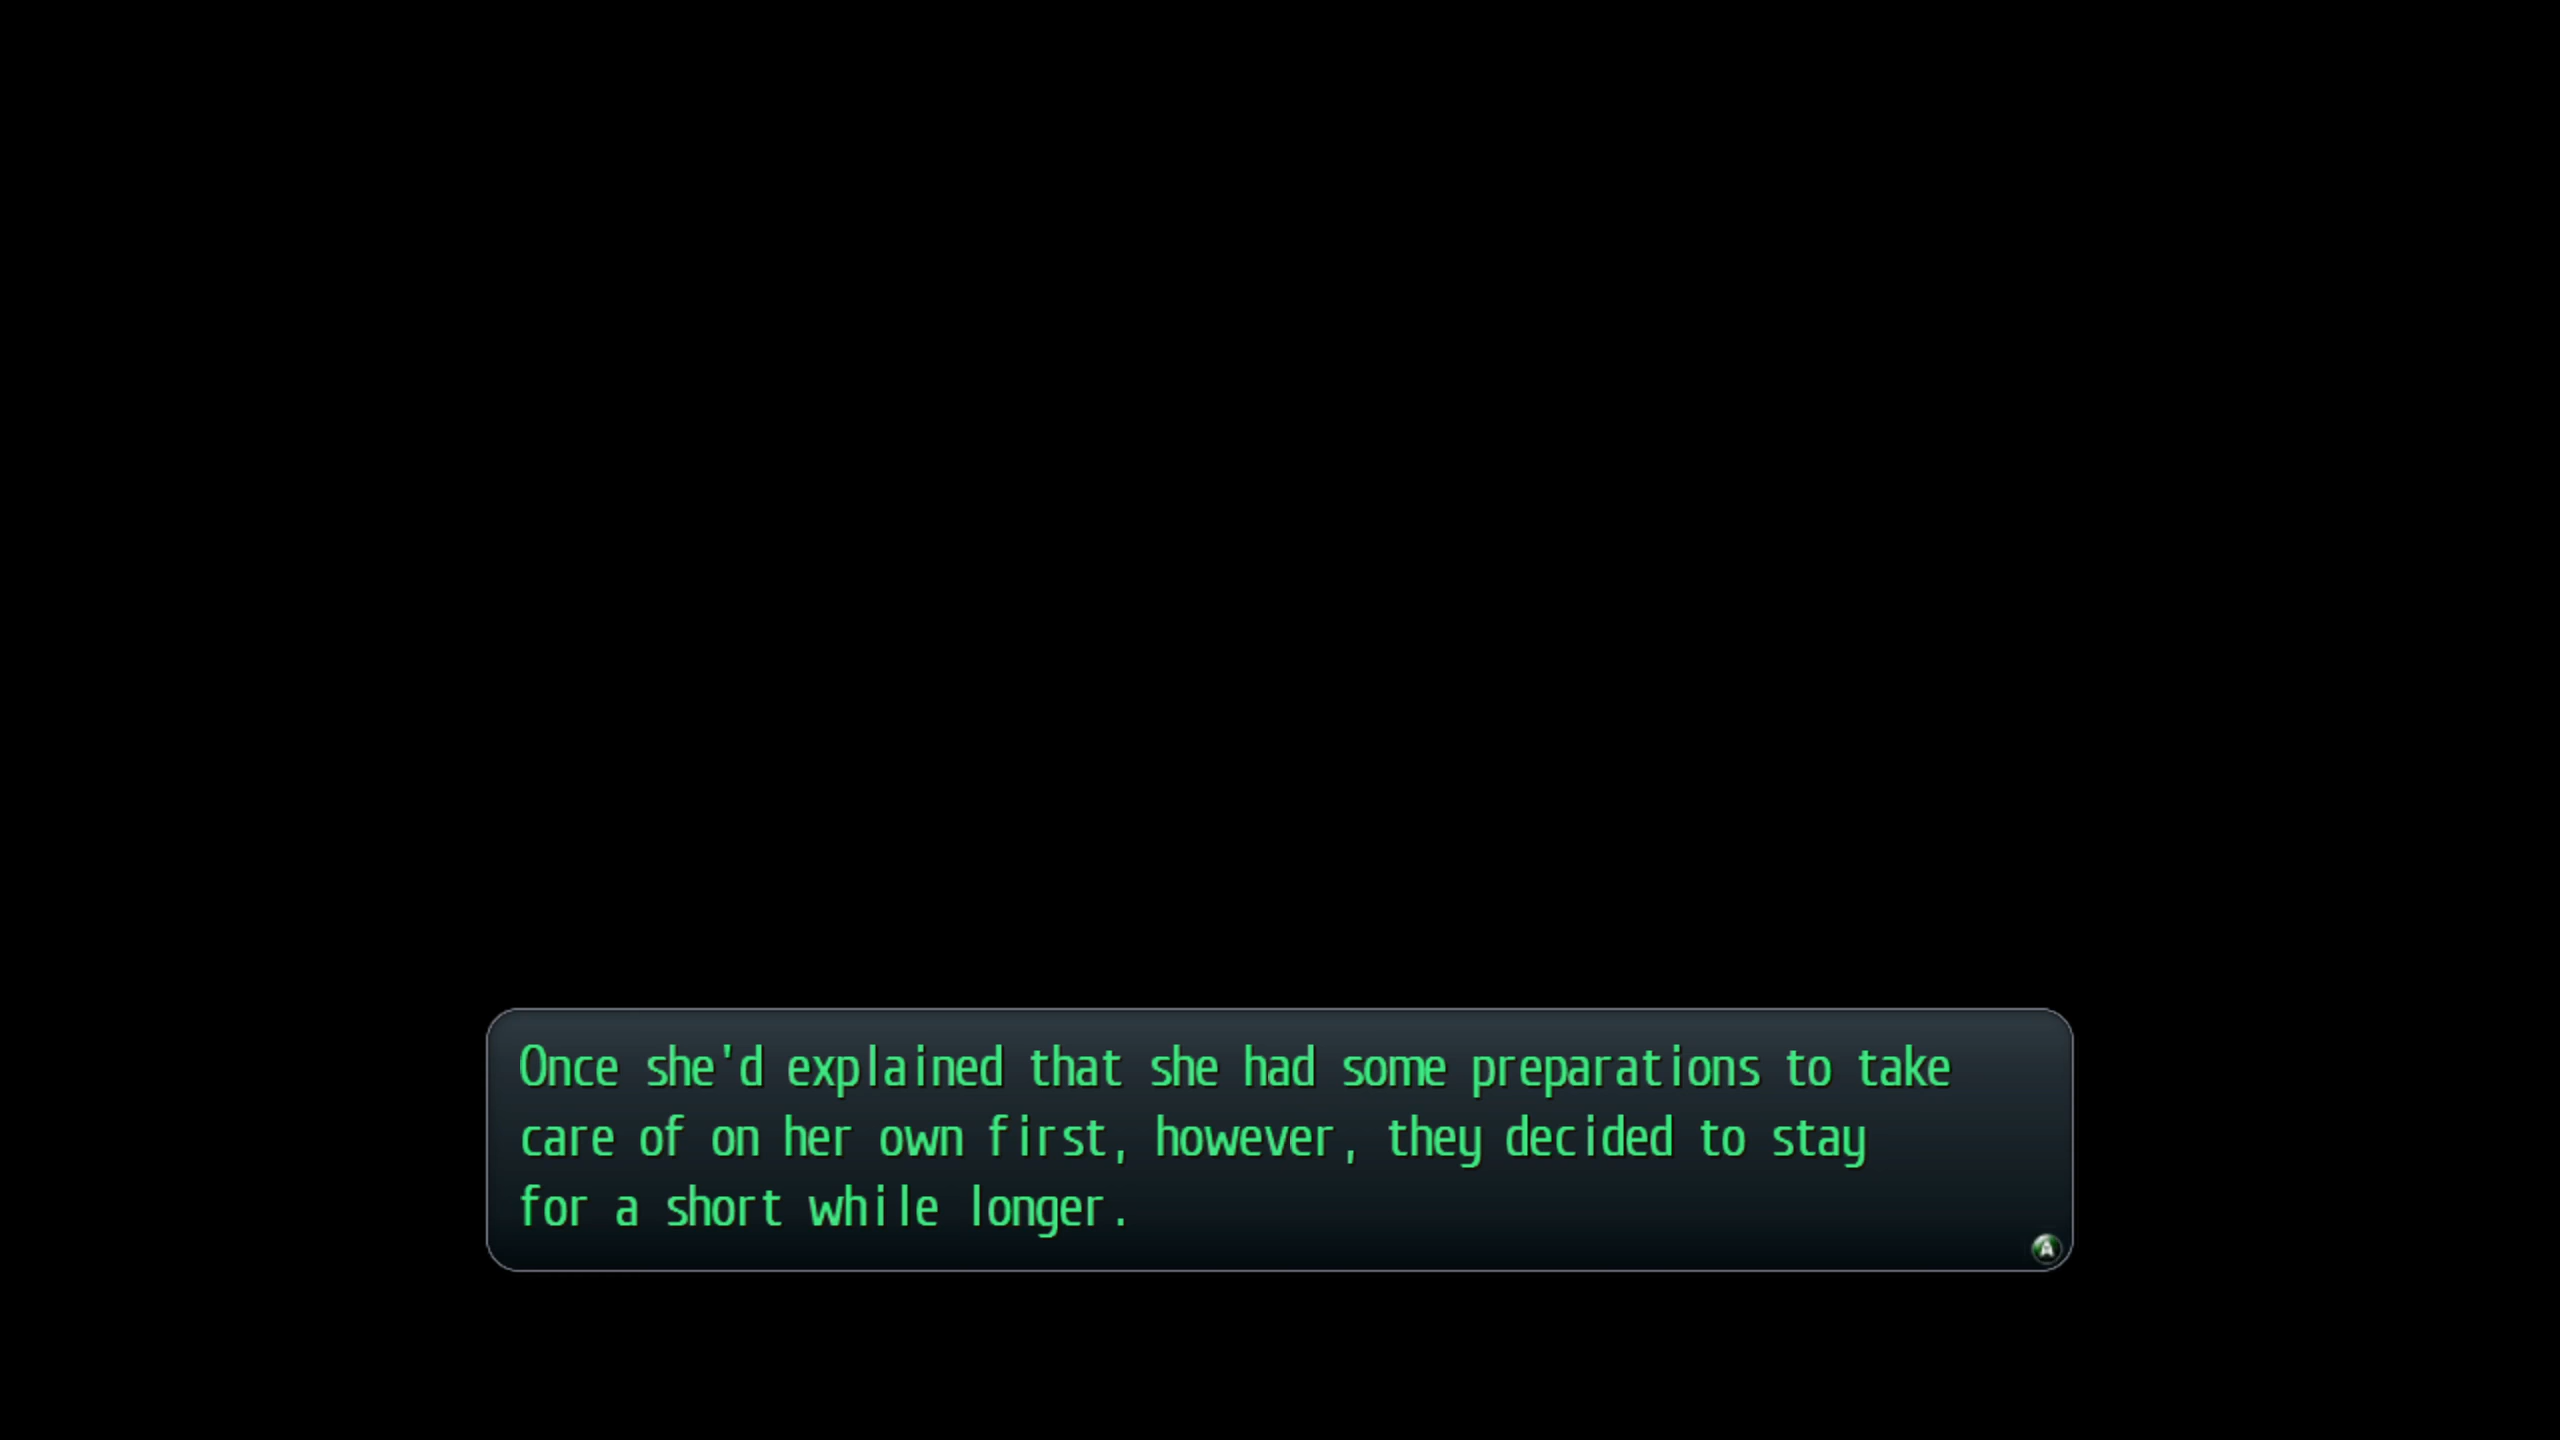 Once she'd explained that she had some preparations to take
care of on her own first, however, they decided to stay
for a short while longer.
A